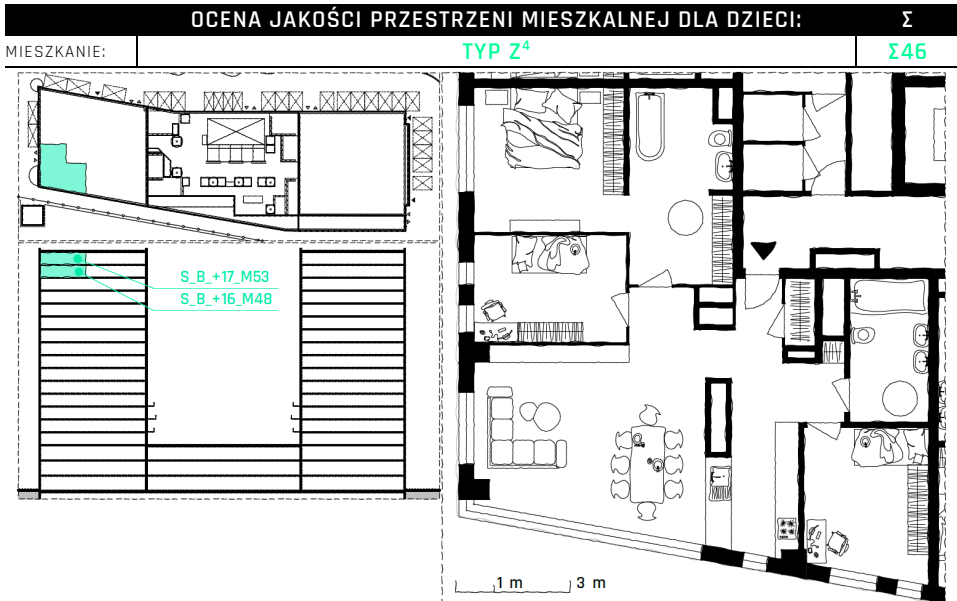 OCENA JAKOŚCI PRZESTRZENI MIESZKALNEJ DLA DZIECI: Σ
MIESZKANIE: TYP Z⁴ Σ46
S_B_+17_M53
S_B_+16_M48
1 m 3 m